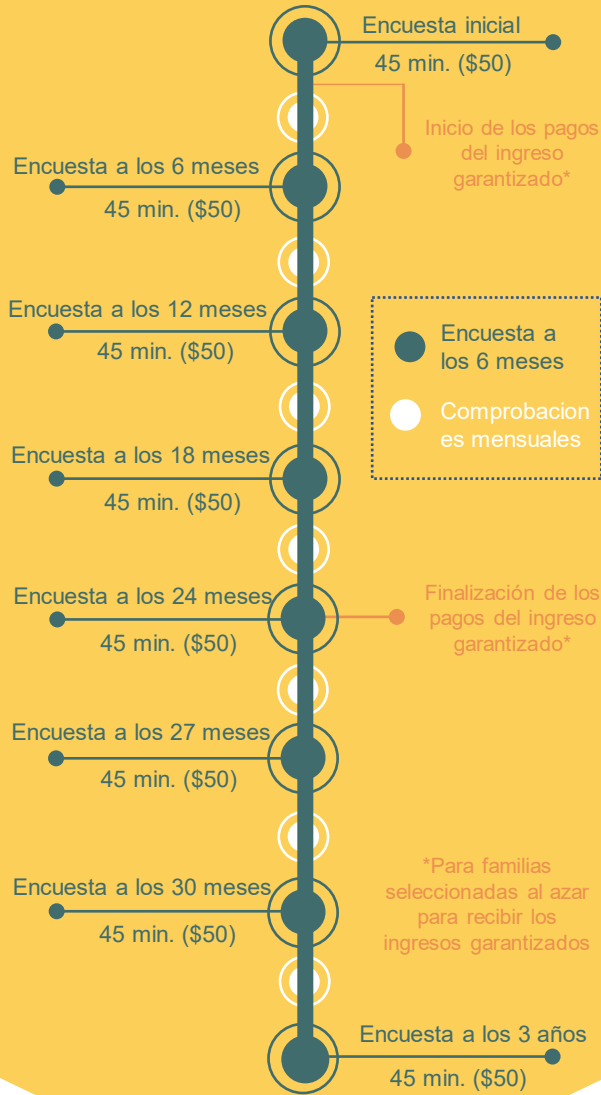 Encuesta inicial
45 min. ($50)
Inicio de los pagos
del ingreso
garantizado*
Encuesta a los 6 meses
45 min. ($50)
Encuesta a los 12 meses
45 min. ($50)
Encuesta a
los 6 meses
Comprobacion
es mensuales
Encuesta a los 18 meses
45 min. ($50)
Encuesta a los 24 meses
45 min. ($50)
Finalización de los
pagos del ingreso
garantizado*
Encuesta a los 27 meses
45 min. ($50)
Encuesta a los 30 meses
45 min. ($50)
*Para familias
seleccionadas al azar
para recibir los
ingresos garantizados
Encuesta a los 3 años
45 min. ($50)